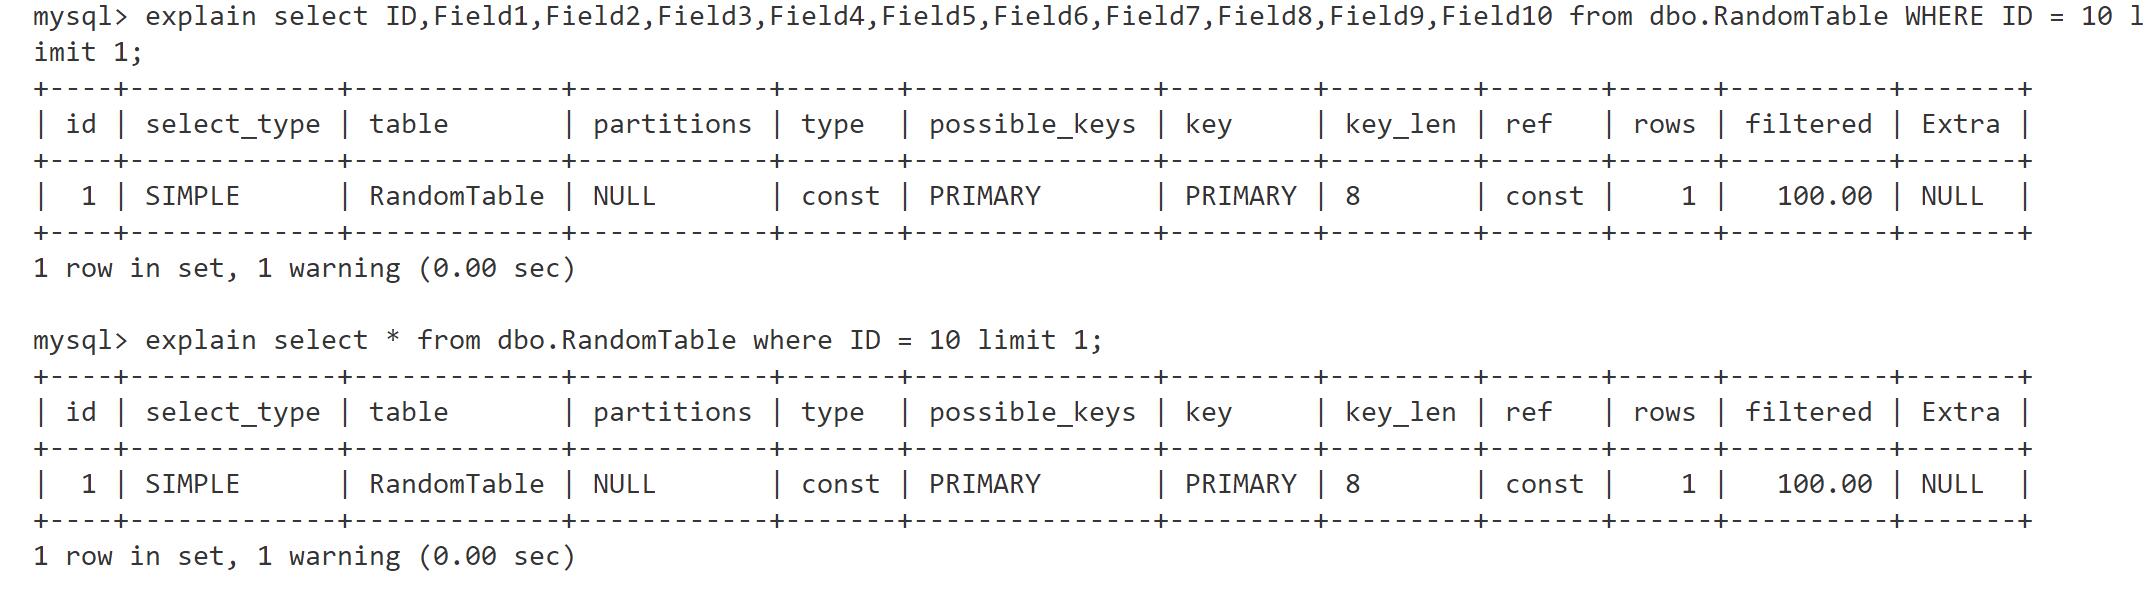 mysql> explain select ID,Field1,Field2,Field3,Field4,Field5,Field6,Field7,Field8,Field9,Field10 from dbo.RandomTable WHERE ID = 10 l
imit 1;
+----+-------------+-------------+------------+-------+---------------+---------+---------+-------+------+----------+-------+
| id | select_type | table       | partitions | type  | possible_keys | key     | key_len | ref   | rows | filtered | Extra |
+----+-------------+-------------+------------+-------+---------------+---------+---------+-------+------+----------+-------+
|  1 | SIMPLE      | RandomTable | NULL       | const | PRIMARY       | PRIMARY | 8       | const |    1 |   100.00 | NULL  |
+----+-------------+-------------+------------+-------+---------------+---------+---------+-------+------+----------+-------+
1 row in set, 1 warning (0.00 sec)

mysql> explain select * from dbo.RandomTable where ID = 10 limit 1;
+----+-------------+-------------+------------+-------+---------------+---------+---------+-------+------+----------+-------+
| id | select_type | table       | partitions | type  | possible_keys | key     | key_len | ref   | rows | filtered | Extra |
+----+-------------+-------------+------------+-------+---------------+---------+---------+-------+------+----------+-------+
|  1 | SIMPLE      | RandomTable | NULL       | const | PRIMARY       | PRIMARY | 8       | const |    1 |   100.00 | NULL  |
+----+-------------+-------------+------------+-------+---------------+---------+---------+-------+------+----------+-------+
1 row in set, 1 warning (0.00 sec)